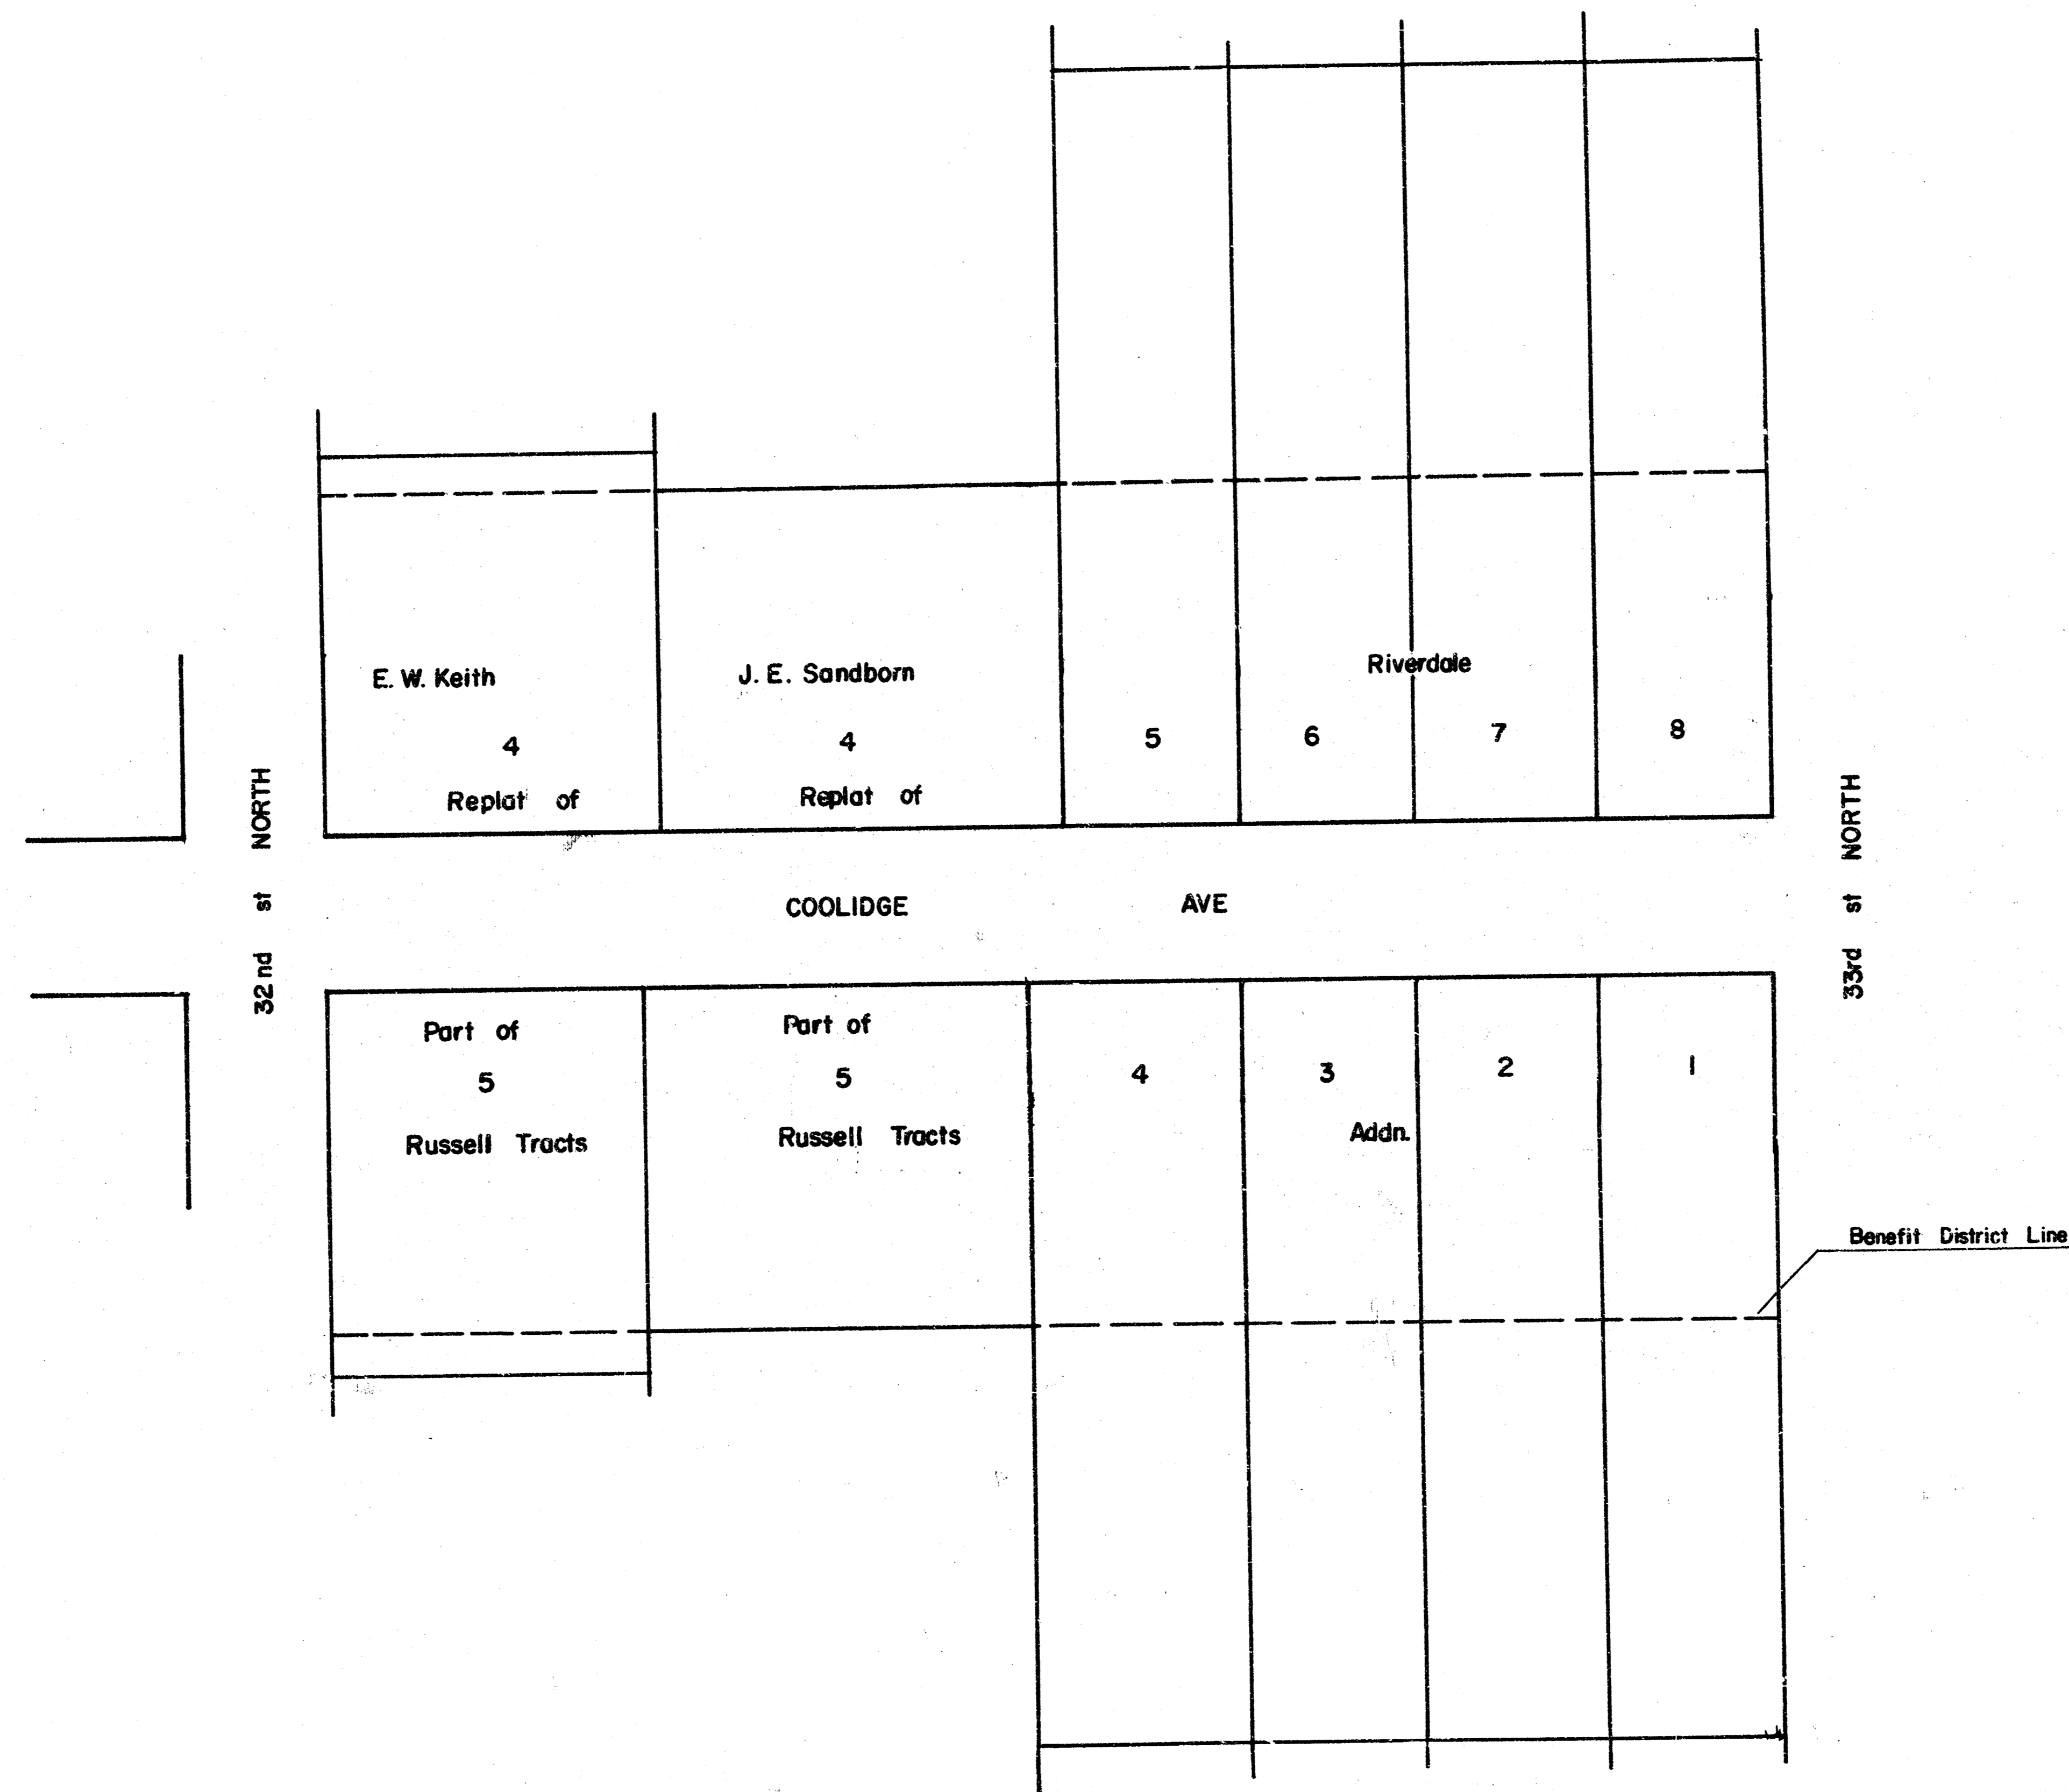 E. W. Keith
4
Replat of
J. E. Sandborn
4
Replat of
Riverdale
5
6
7
8
32nd st NORTH
COOLIDGE AVE
33rd st NORTH
Part of
5
Russell Tracts
Part of
5
Russell Tracts
4
3
2
1
Addn.
Benefit District Line